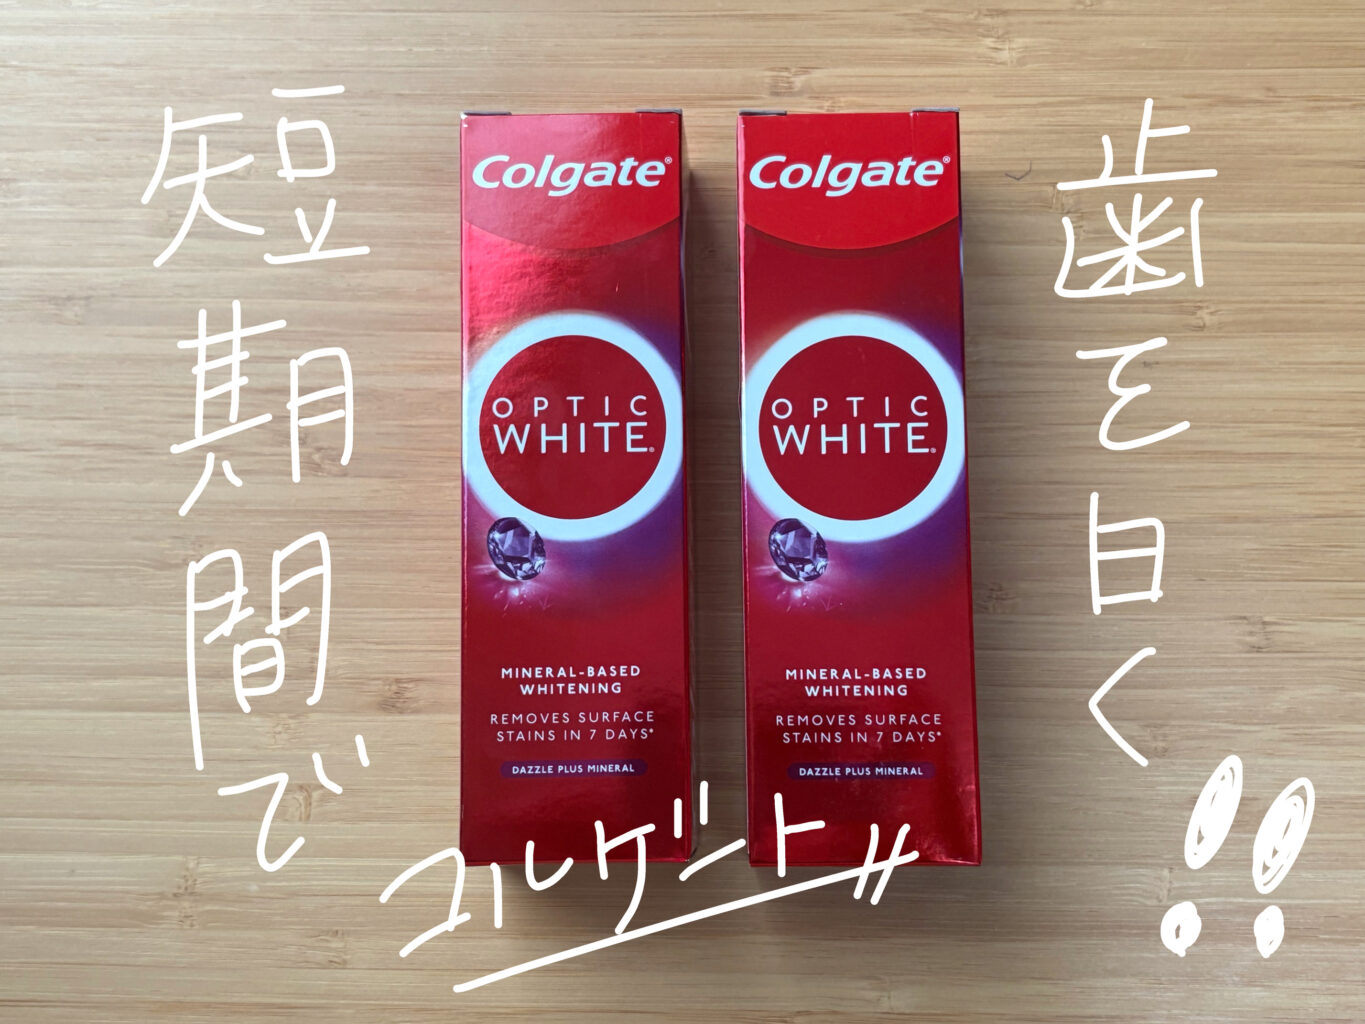 歯を白く!!
短期間で
コルゲート!!
Colgate®
OPTIC
WHITE®
MINERAL-BASED
WHITENING
REMOVES SURFACE
STAINS IN 7 DAYS*
DAZZLE PLUS MINERAL
Colgate®
OPTIC
WHITE®
MINERAL-BASED
WHITENING
REMOVES SURFACE
STAINS IN 7 DAYS*
DAZZLE PLUS MINERAL